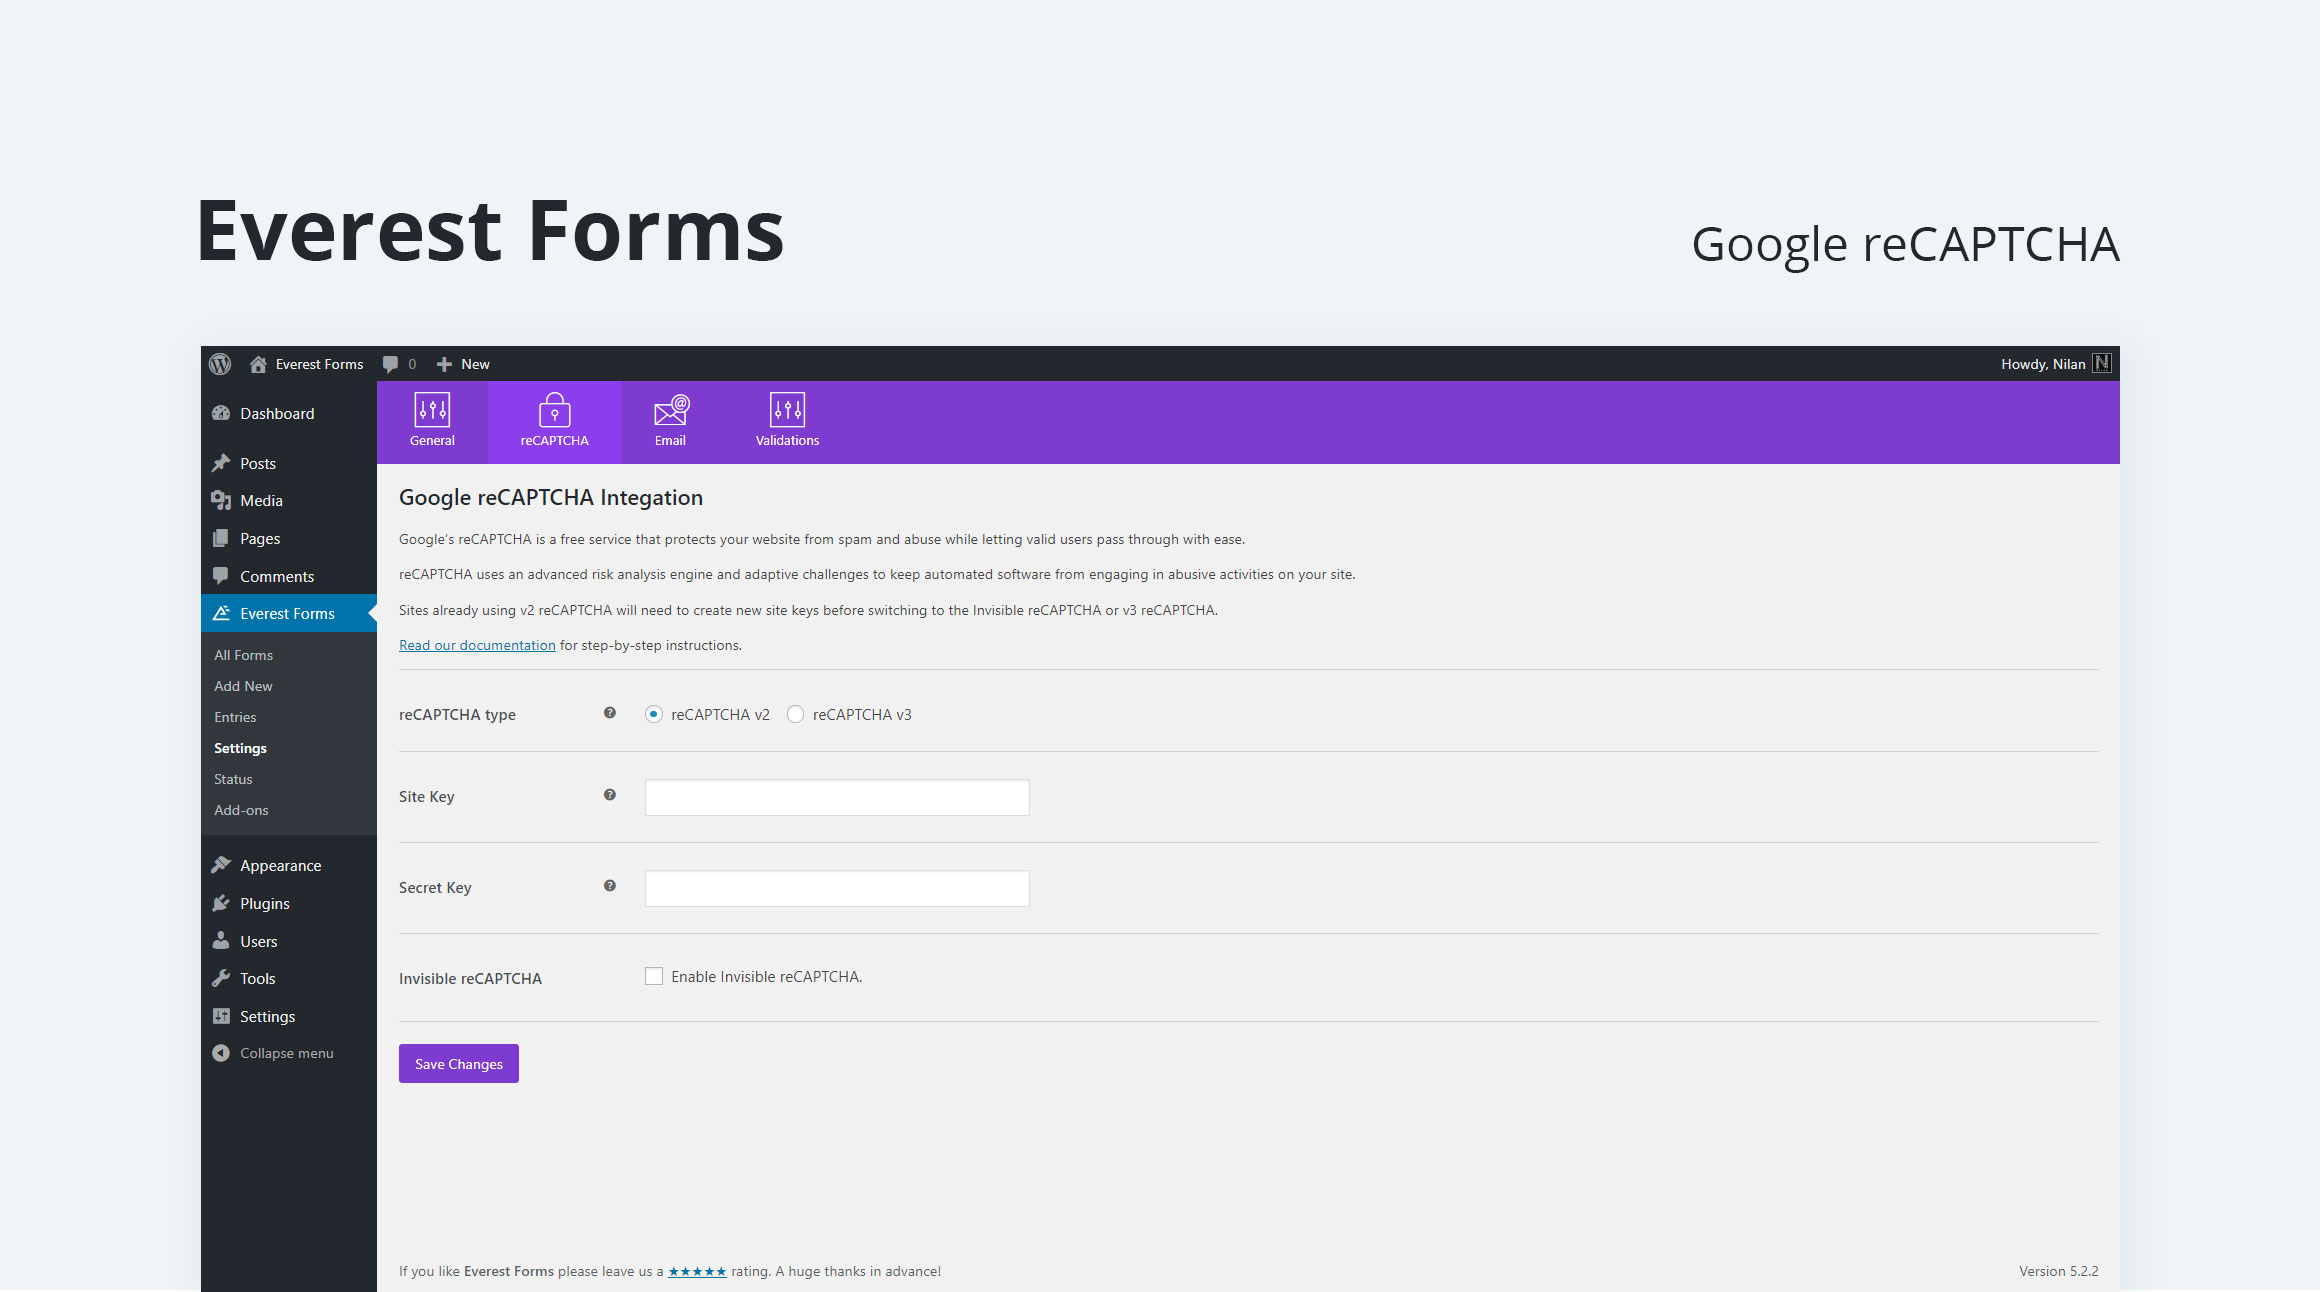 Everest Forms
Google reCAPTCHA
Everest Forms 0 New
Howdy, Nilan
Dashboard
Posts
Media
Pages
Comments
Everest Forms
All Forms
Add New
Entries
Settings
Status
Add-ons
Appearance
Plugins
Users
Tools
Settings
Collapse menu
General
reCAPTCHA
Email
Validations
Google reCAPTCHA Integation
Google's reCAPTCHA is a free service that protects your website from spam and abuse while letting valid users pass through with ease.
reCAPTCHA uses an advanced risk analysis engine and adaptive challenges to keep automated software from engaging in abusive activities on your site.
Sites already using v2 reCAPTCHA will need to create new site keys before switching to the Invisible reCAPTCHA or v3 reCAPTCHA.
Read our documentation for step-by-step instructions.
reCAPTCHA type
reCAPTCHA v2
reCAPTCHA v3
Site Key
Secret Key
Invisible reCAPTCHA
Enable Invisible reCAPTCHA.
Save Changes
If you like Everest Forms please leave us a ★★★★★ rating. A huge thanks in advance!
Version 5.2.2